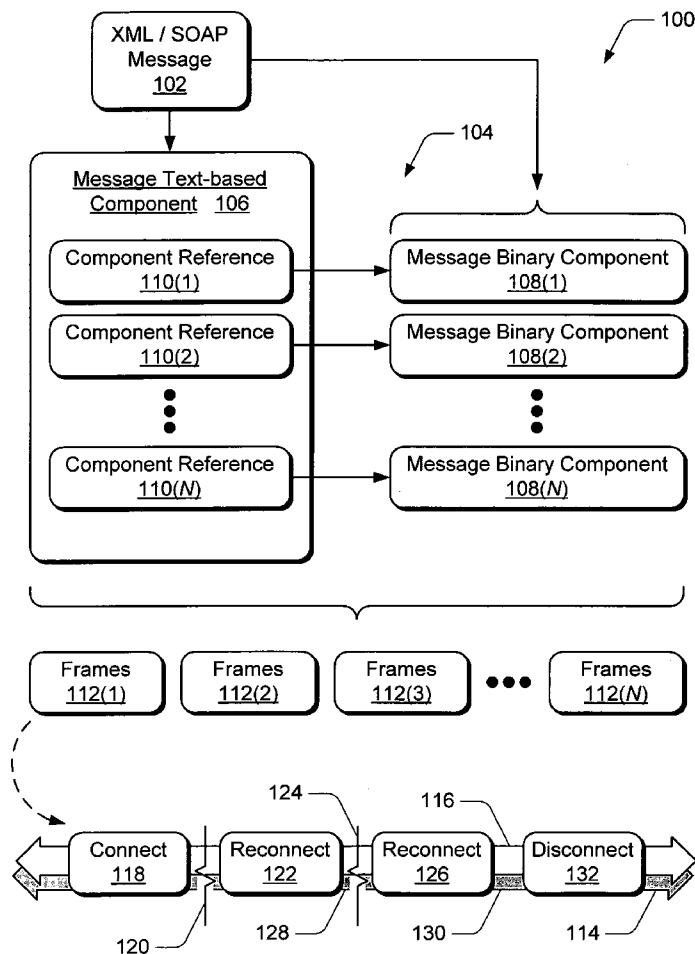 XML / SOAP
Message
102
100
104
Message Text-based
Component 106
Component Reference
110(1)
Message Binary Component
108(1)
Component Reference
110(2)
Message Binary Component
108(2)
Component Reference
110(N)
Message Binary Component
108(N)
Frames
112(1)
Frames
112(2)
Frames
112(3)
Frames
112(N)
124
116
Connect
118
Reconnect
122
Reconnect
126
Disconnect
132
120
128
130
114